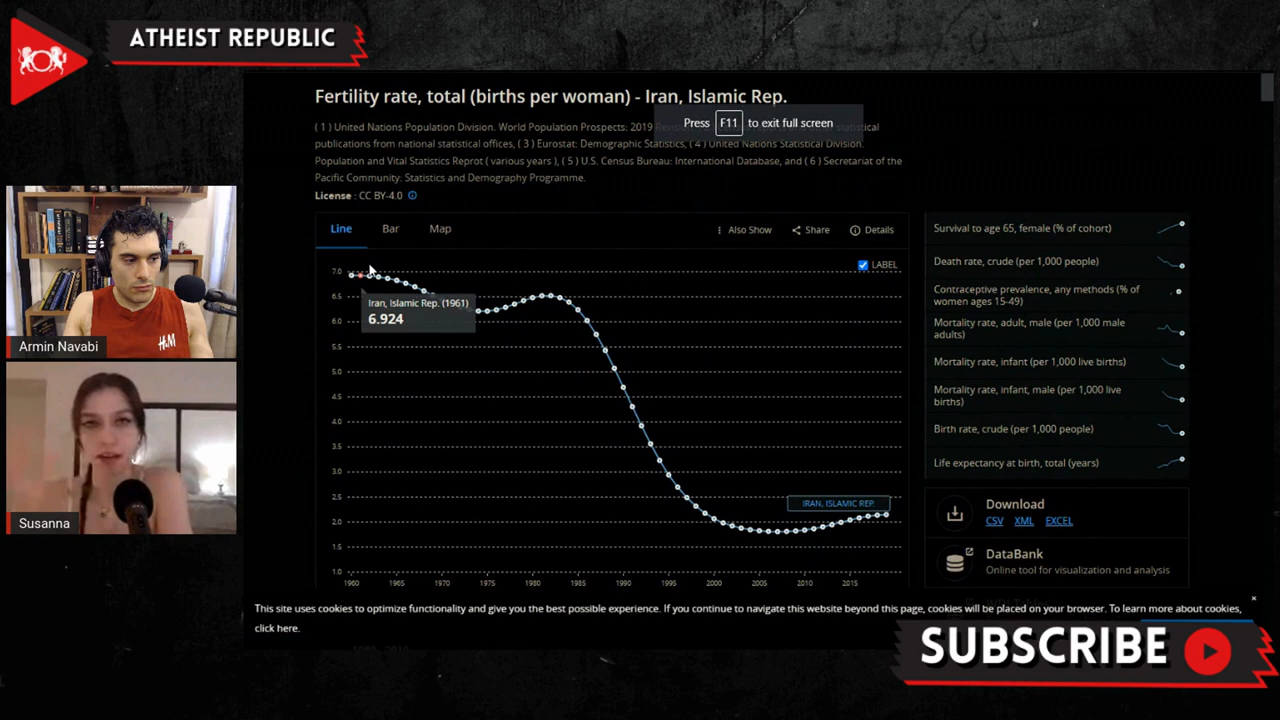 ATHEIST REPUBLIC
Fertility rate, total (births per woman) - Iran, Islamic Rep.
Press F11 to exit full screen
( 1 ) United Nations Population Division. World Population Prospects: 2019
publications from national statistical offices, ( 3 ) Eurostat: Demographic Statistics, ( 4 ) United Nations Statistical Division.
Population and Vital Statistics Reprot ( various years ), ( 5 ) U.S. Census Bureau: International Database, and ( 6 ) Secretariat of the
Pacific Community: Statistics and Demography Programme.
License : CC BY-4.0
Line Bar Map Also Show Share Details
LABEL
7.0
6.5
6.0
5.5
5.0
4.5
4.0
3.5
3.0
2.5
2.0
1.5
1.0
Iran, Islamic Rep. (1961)
6.924
IRAN, ISLAMIC REP.
1960 1965 1970 1975 1980 1985 1990 1995 2000 2005 2010 2015
Survival to age 65, female (% of cohort)
Death rate, crude (per 1,000 people)
Contraceptive prevalence, any methods (% of
women ages 15-49)
Mortality rate, adult, male (per 1,000 male
adults)
Mortality rate, infant (per 1,000 live births)
Mortality rate, infant, male (per 1,000 live
births)
Birth rate, crude (per 1,000 people)
Life expectancy at birth, total (years)
Download
CSV XML EXCEL
DataBank
Online tool for visualization and analysis
H&M
Armin Navabi
Susanna
This site uses cookies to optimize functionality and give you the best possible experience. If you continue to navigate this website beyond this page, cookies will be placed on your browser. To learn more about cookies,
click here.
SUBSCRIBE